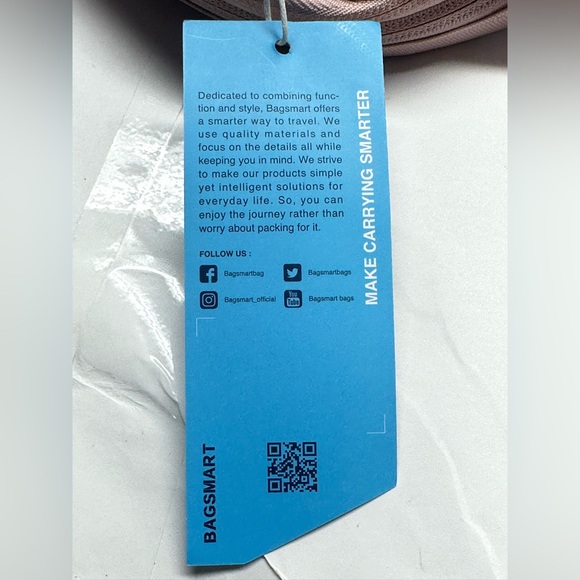 Dedicated to combining func-
tion and style, Bagsmart offers
a smarter way to travel. We
use quality materials and
focus on the details all while
keeping you in mind. We strive
to make our products simple
yet intelligent solutions for
everyday life. So, you can
enjoy the journey rather than
worry about packing for it.
MAKE CARRYING SMARTER
FOLLOW US :
Bagsmartbag
Bagsmartbags
Bagsmart_official
You Tube
Bagsmart bags
BAGSMART